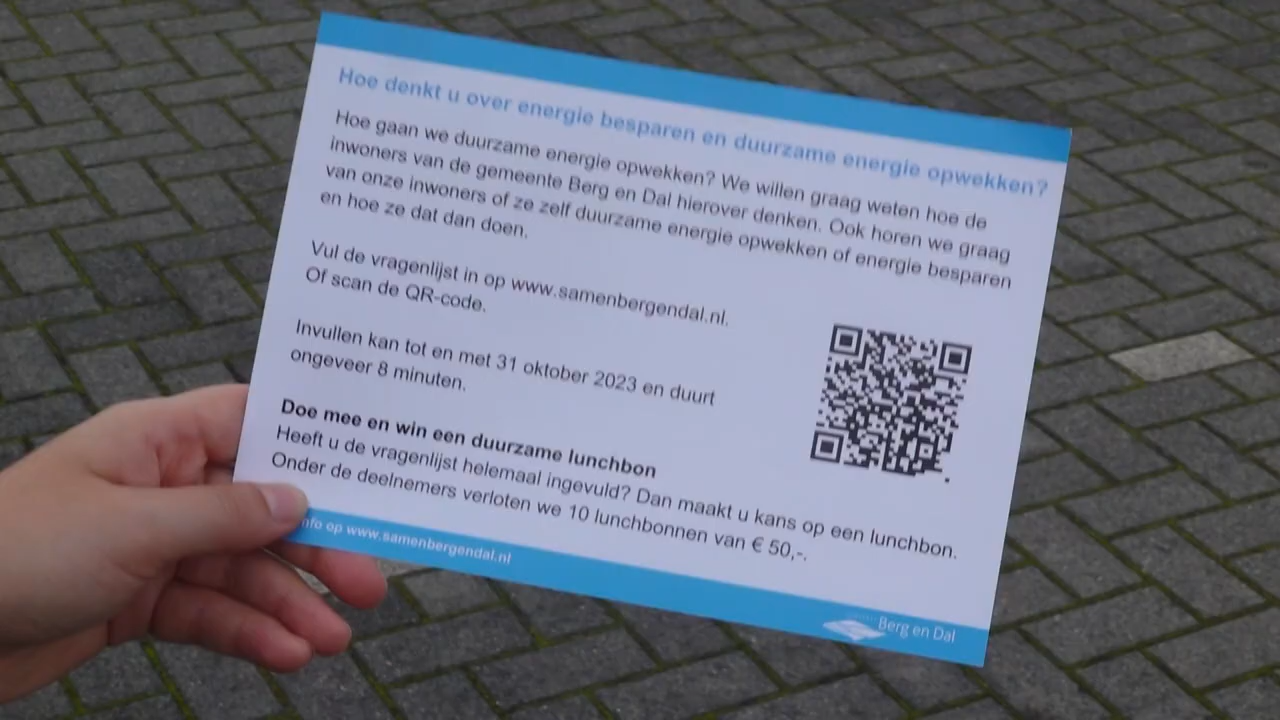 Hoe denkt u over energie besparen en duurzame energie opwekken?
Hoe gaan we duurzame energie opwekken? We willen graag weten hoe de
inwoners van de gemeente Berg en Dal hierover denken. Ook horen we graag
van onze inwoners of ze zelf duurzame energie opwekken of energie besparen
en hoe ze dat dan doen.
Vul de vragenlijst in op www.samenbergendal.nl.
Of scan de QR-code.
Invullen kan tot en met 31 oktober 2023 en duurt
ongeveer 8 minuten.
Doe mee en win een duurzame lunchbon
Heeft u de vragenlijst helemaal ingevuld? Dan maakt u kans op een lunchbon.
Onder de deelnemers verloten we 10 lunchbonnen van € 50,-.
nfo op www.samenbergendal.nl
Berg en Dal